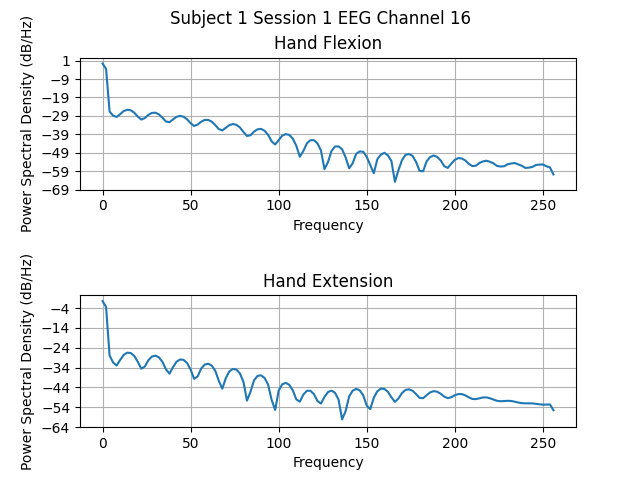 Subject 1 Session 1 EEG Channel 16
Hand Flexion
Power Spectral Density (dB/Hz)
1
−9
−19
−29
−39
−49
−59
−69
0 50 100 150 200 250
Frequency
Hand Extension
Power Spectral Density (dB/Hz)
−4
−14
−24
−34
−44
−54
−64
0 50 100 150 200 250
Frequency